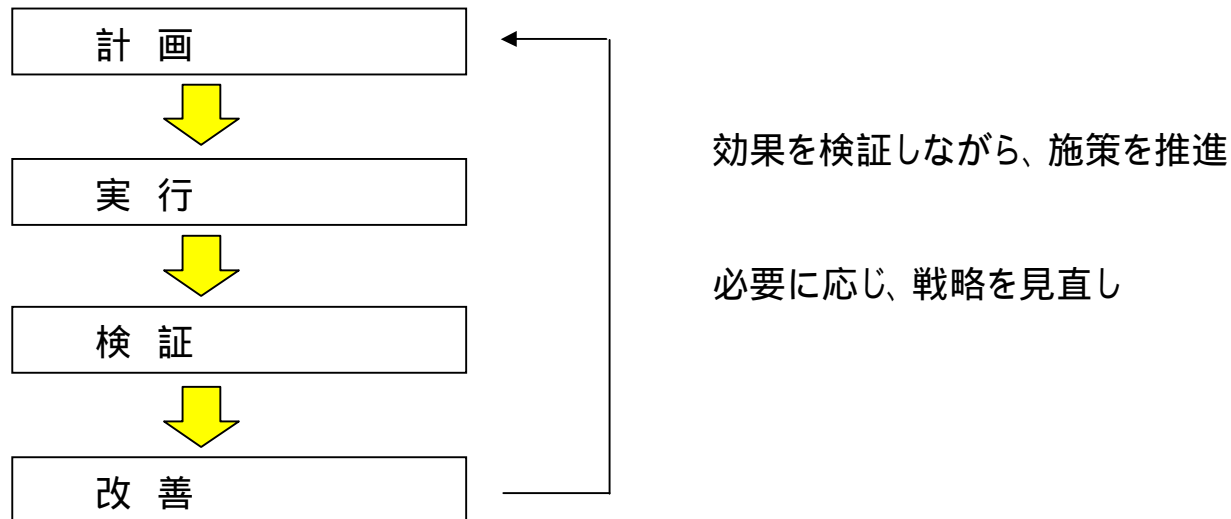 計 画
実 行
検 証
改 善
効果を検証しながら、施策を推進
必要に応じ、戦略を見直し